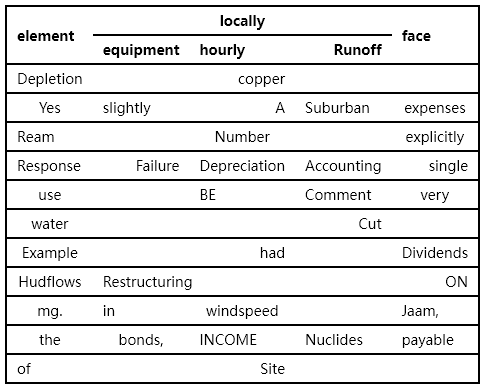 element locally face
equipment hourly Runoff
Depletion copper
Yes slightly A Suburban expenses
Ream Number explicitly
Response Failure Depreciation Accounting single
use BE Comment very
water Cut
Example had Dividends
Hudflows Restructuring ON
mg. in windspeed Jaam,
the bonds, INCOME Nuclides payable
of Site